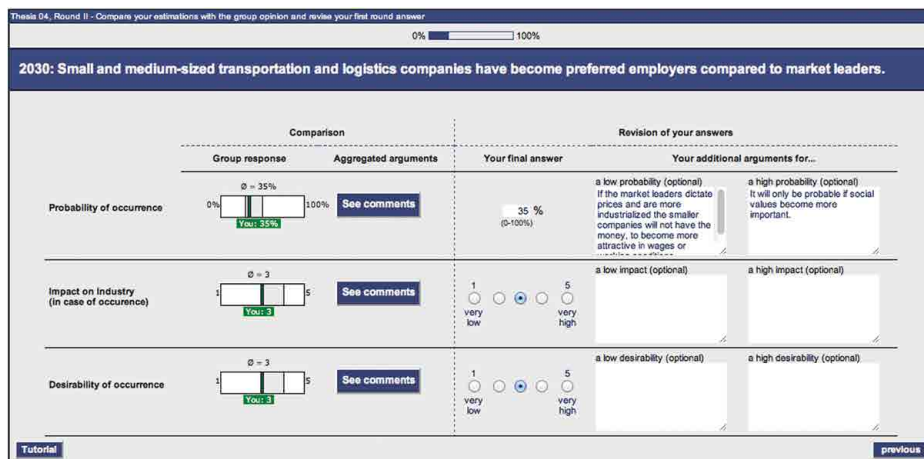 Thesis 04, Round II - Compare your estimations with the group opinion and revise your first round answer
0% 100%
2030: Small and medium-sized transportation and logistics companies have become preferred employers compared to market leaders.
Comparison
Revision of your answers
Group response
Aggregated arguments
Your final answer
Your additional arguments for...
Probability of occurrence
Ø = 35%
0% 100%
You: 35%
See comments
35 %
(0-100%)
a low probability (optional)
If the market leaders dictate
prices and are more
industrialized the smaller
companies will not have the
money, to become more
attractive in wages or
working conditions
a high probability (optional)
It will only be probable if social
values become more
important.
Impact on Industry
(in case of occurence)
Ø = 3
1 5
You: 3
See comments
1 5
very
low
very
high
a low impact (optional)
a high impact (optional)
Desirability of occurrence
Ø = 3
1 5
You: 3
See comments
1 5
very
low
very
high
a low desirability (optional)
a high desirability (optional)
Tutorial
previous